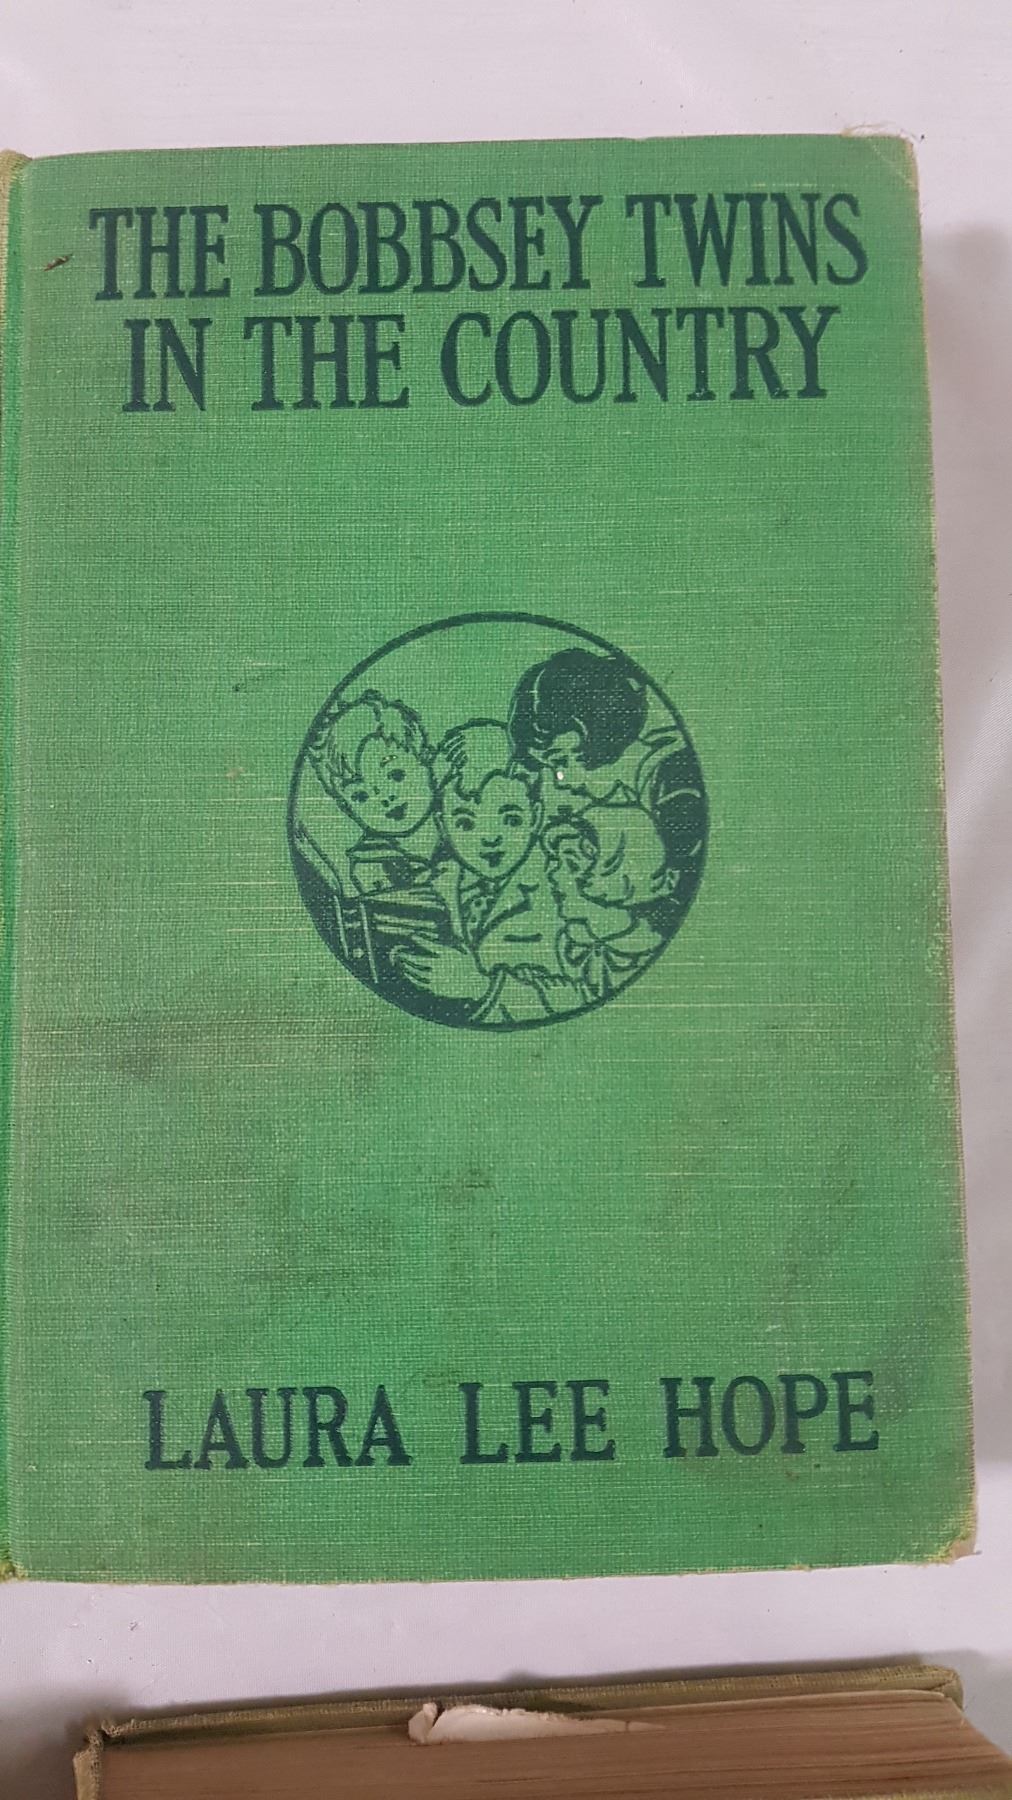 THE BOBBSEY TWINS
IN THE COUNTRY
LAURA LEE HOPE